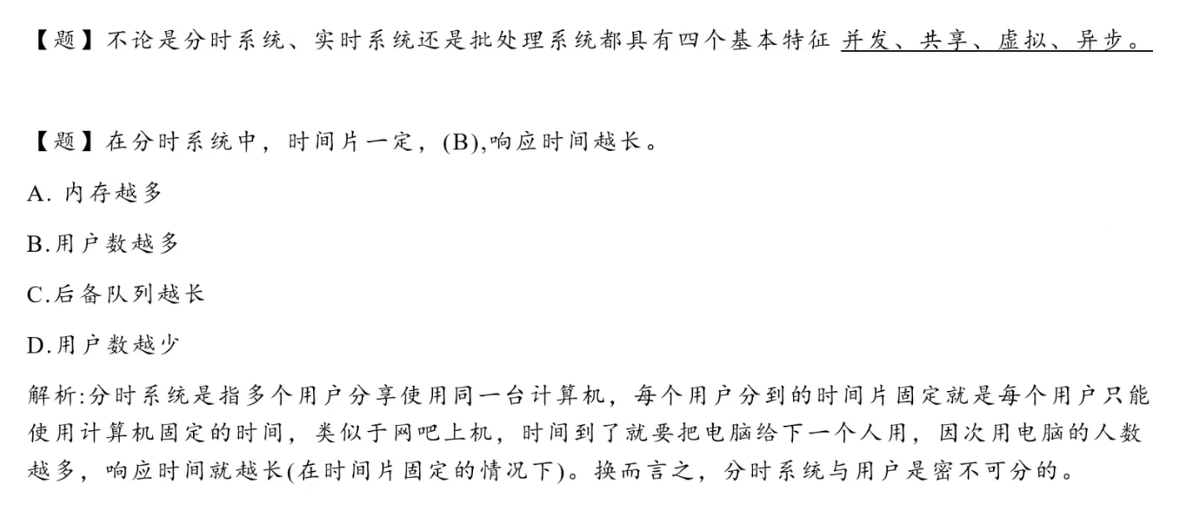 【题】不论是分时系统、实时系统还是批处理系统都具有四个基本特征 并发、共享、虚拟、异步。
【题】在分时系统中，时间片一定，(B),响应时间越长。
A. 内存越多
B.用户数越多
C.后备队列越长
D.用户数越少
解析:分时系统是指多个用户分享使用同一台计算机，每个用户分到的时间片固定就是每个用户只能
使用计算机固定的时间，类似于网吧上机，时间到了就要把电脑给下一个人用，因次用电脑的人数
越多，响应时间就越长(在时间片固定的情况下)。换而言之，分时系统与用户是密不可分的。